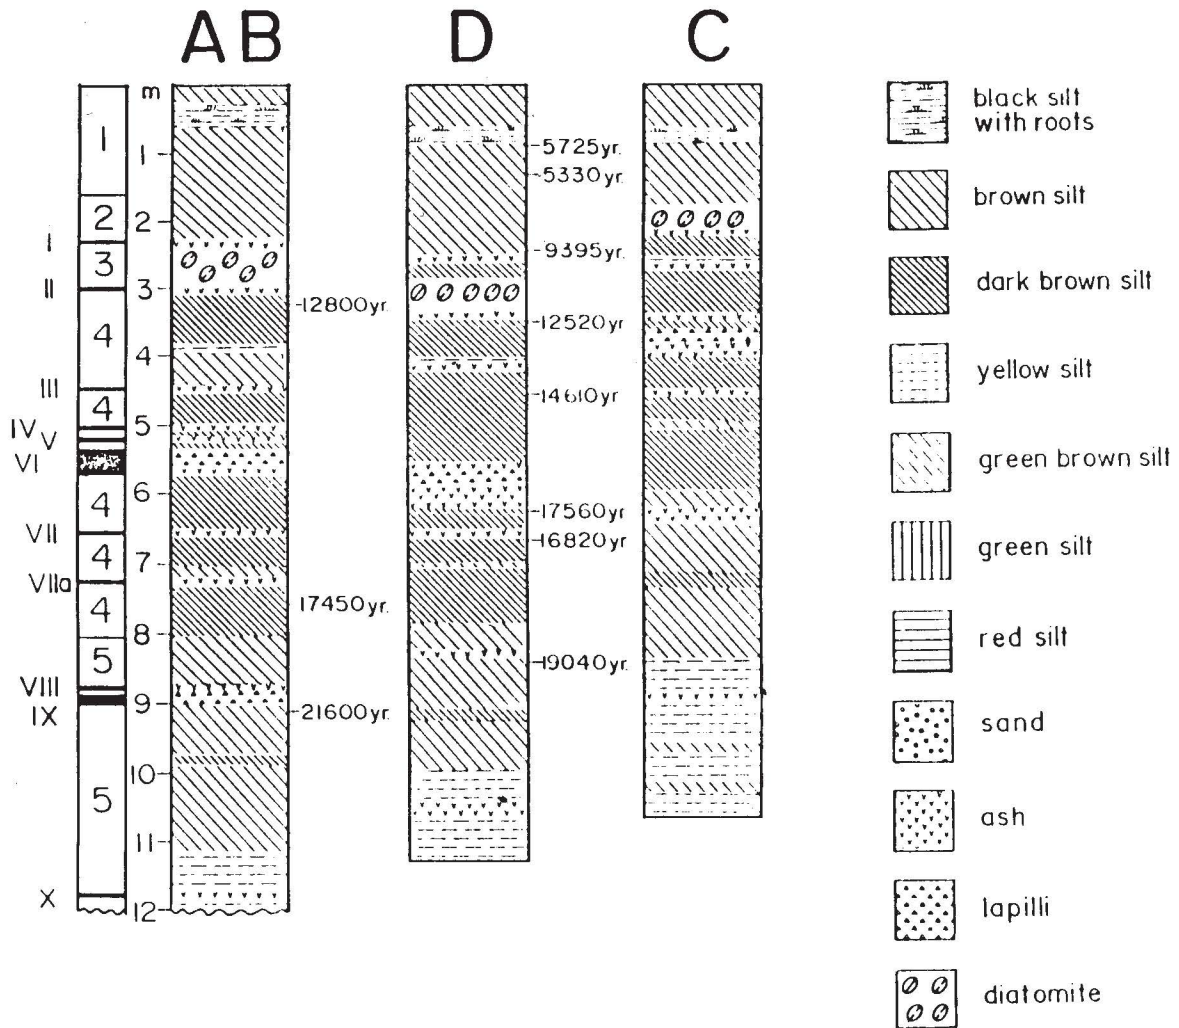 AB
D
C
m
1
2
3
4
4
4
4
4
5
5
I
II
III
IV
V
VI
VII
VIIa
VIII
IX
X
1
2
3
4
5
6
7
8
9
10
11
12
12800yr.
17450yr.
21600yr.
5725yr.
5330yr.
9395yr.
12520yr
14610yr
17560yr
16820yr.
19040yr.
black silt
with roots
brown silt
dark brown silt
yellow silt
green brown silt
green silt
red silt
sand
ash
lapilli
diatomite